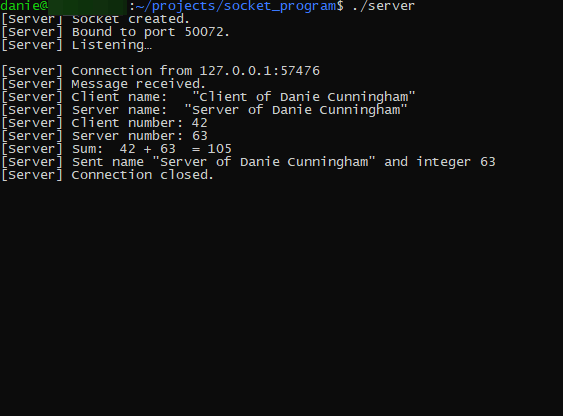 danie@ :~/projects/socket_program$ ./server
[Server] Socket created.
[Server] Bound to port 50072.
[Server] Listening…
[Server] Connection from 127.0.0.1:57476
[Server] Message received.
[Server] Client name:   "Client of Danie Cunningham"
[Server] Server name:  "Server of Danie Cunningham"
[Server] Client number: 42
[Server] Server number: 63
[Server] Sum:  42 + 63  = 105
[Server] Sent name "Server of Danie Cunningham" and integer 63
[Server] Connection closed.